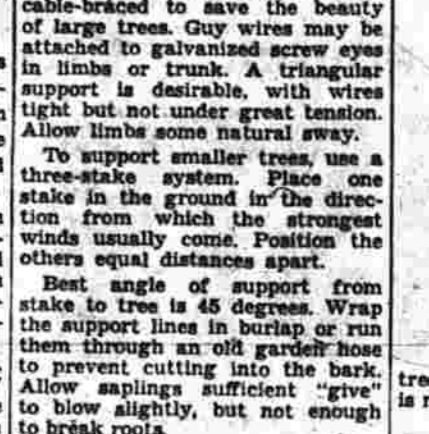 cable-braced to save the beauty
of large trees. Guy wires may be
attached to galvanized screw eyes
in limbs or trunk. A triangular
support is desirable, with wires
tight but not under great tension.
Allow limbs some natural sway.
To support smaller trees, use a
three-stake system. Place one
stake in the ground in the direc-
tion from which the strongest
winds usually come. Position the
others equal distances apart.
Best angle of support from
stake to tree is 45 degrees. Wrap
the support lines in burlap or run
them through an old garden hose
to prevent cutting into the bark.
Allow saplings sufficient "give"
to blow slightly, but not enough
to break roots.
tree
is n